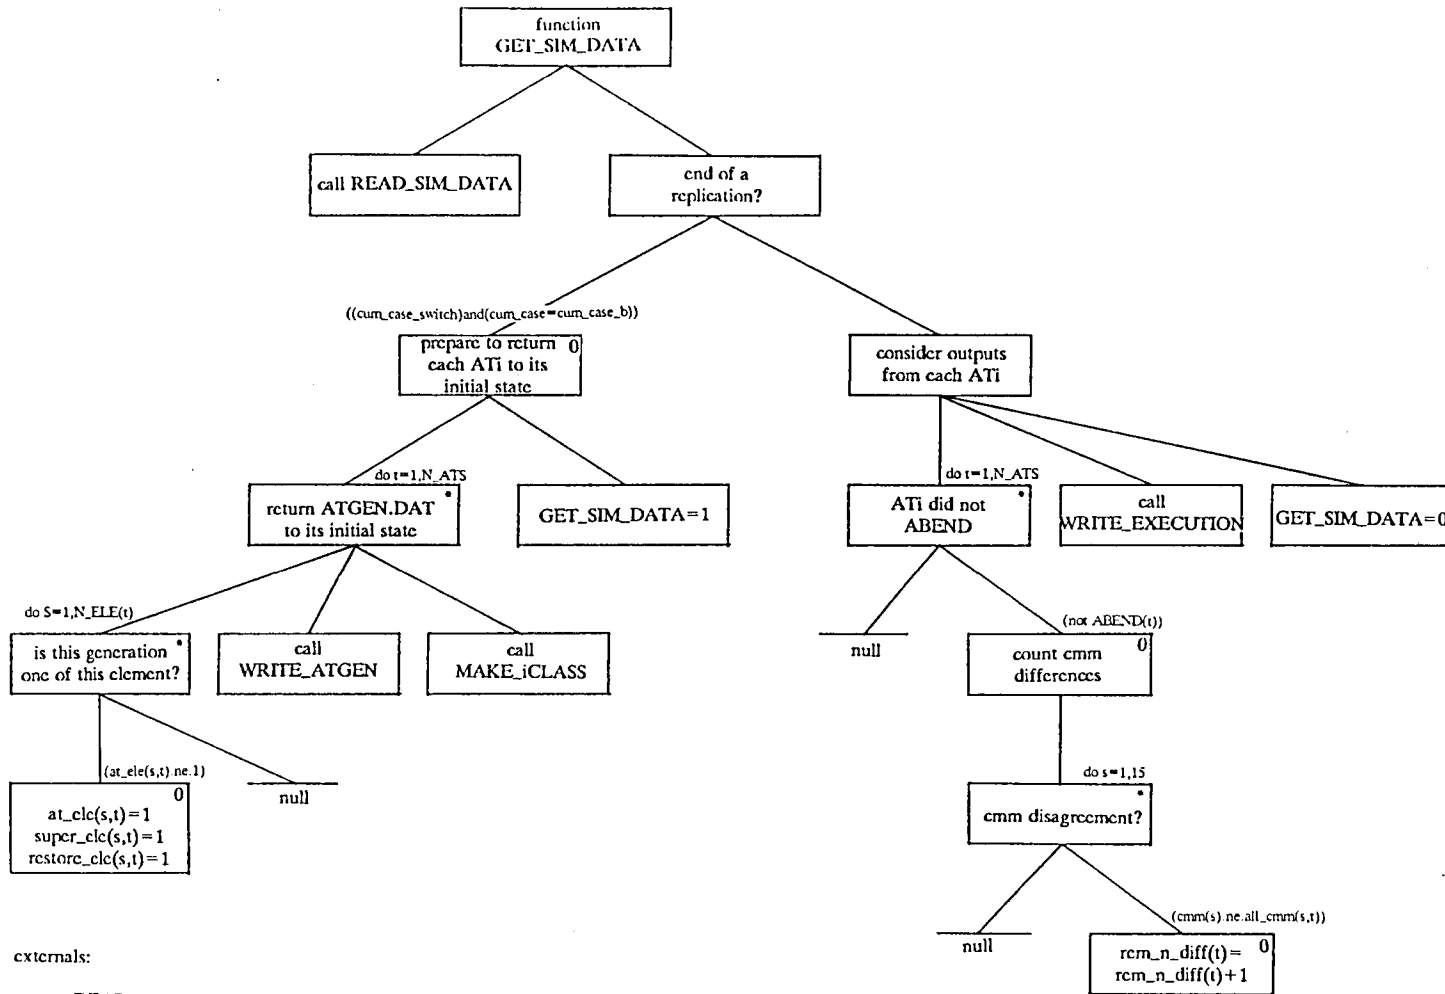 function
GET_SIM_DATA
call READ_SIM_DATA
end of a
replication?
((cum_case_switch)and(cum_case=cum_case_b))
prepare to return 0
each ATi to its
initial state
consider outputs
from each ATi
do t=1,N_ATS
return ATGEN.DAT *
to its initial state
GET_SIM_DATA=1
do t=1,N_ATS
ATi did not *
ABEND
call
WRITE_EXECUTION
GET_SIM_DATA=0
do S=1,N_ELE(t)
is this generation *
one of this element?
call
WRITE_ATGEN
call
MAKE_iCLASS
null
(not ABEND(t))
count cmm 0
differences
(at_ele(s,t).ne.1)
0
at_ele(s,t)=1
super_ele(s,t)=1
restore_ele(s,t)=1
null
do s=1,15
*
cmm disagreement?
null
(cmm(s).ne.all_cmm(s,t))
rem_n_diff(t)= 0
rem_n_diff(t)+1
externals: